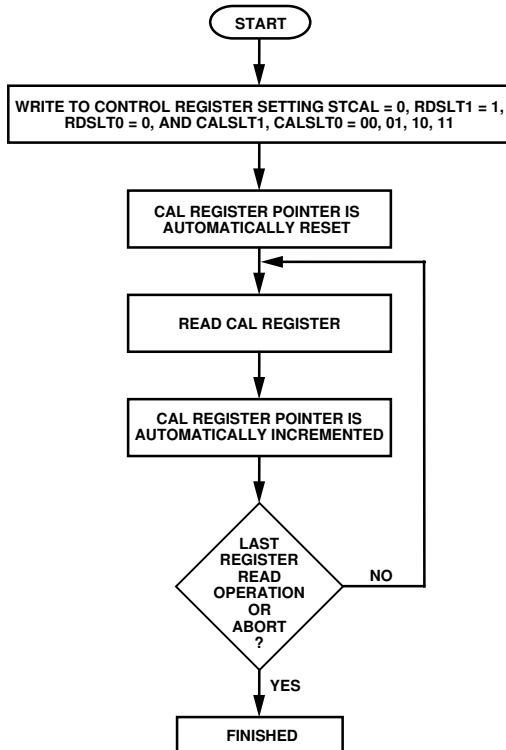 START
WRITE TO CONTROL REGISTER SETTING STCAL = 0, RDSLT1 = 1,
RDSLT0 = 0, AND CALSLT1, CALSLT0 = 00, 01, 10, 11
CAL REGISTER POINTER IS
AUTOMATICALLY RESET
READ CAL REGISTER
CAL REGISTER POINTER IS
AUTOMATICALLY INCREMENTED
LAST
REGISTER
READ
OPERATION
OR
ABORT
?
NO
YES
FINISHED